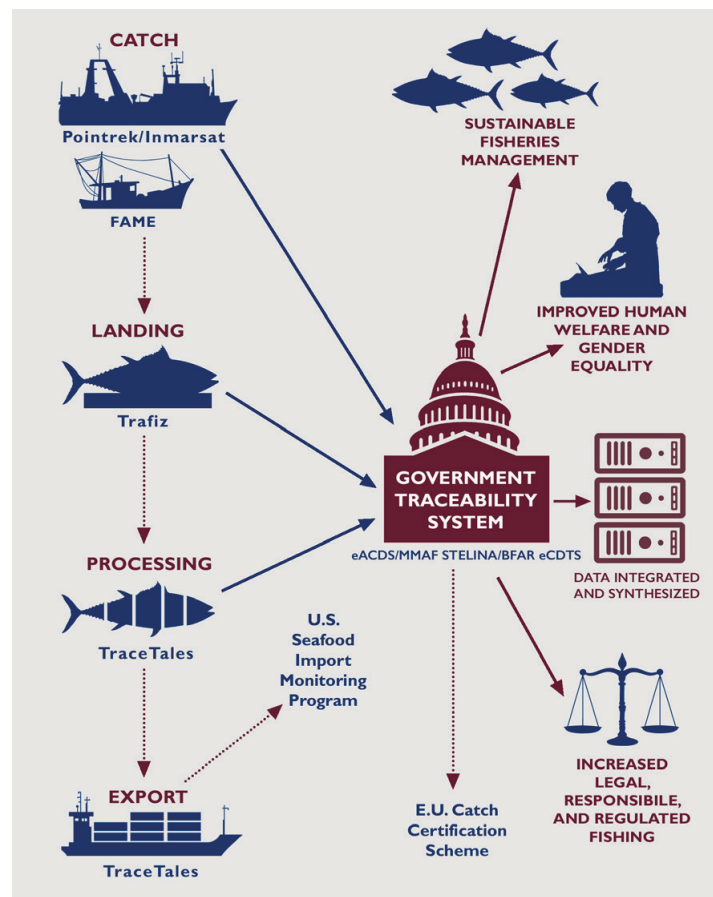 CATCH
Pointrek/Inmarsat
FAME
LANDING
Trafiz
PROCESSING
TraceTales
EXPORT
TraceTales
U.S.
Seafood
Import
Monitoring
Program
SUSTAINABLE
FISHERIES
MANAGEMENT
IMPROVED HUMAN
WELFARE AND
GENDER
EQUALITY
GOVERNMENT
TRACEABILITY
SYSTEM
eACDS/MMAF STELINA/BFAR eCDTS
DATA INTEGRATED
AND SYNTHESIZED
E.U. Catch
Certification
Scheme
INCREASED
LEGAL,
RESPONSIBILE,
AND REGULATED
FISHING